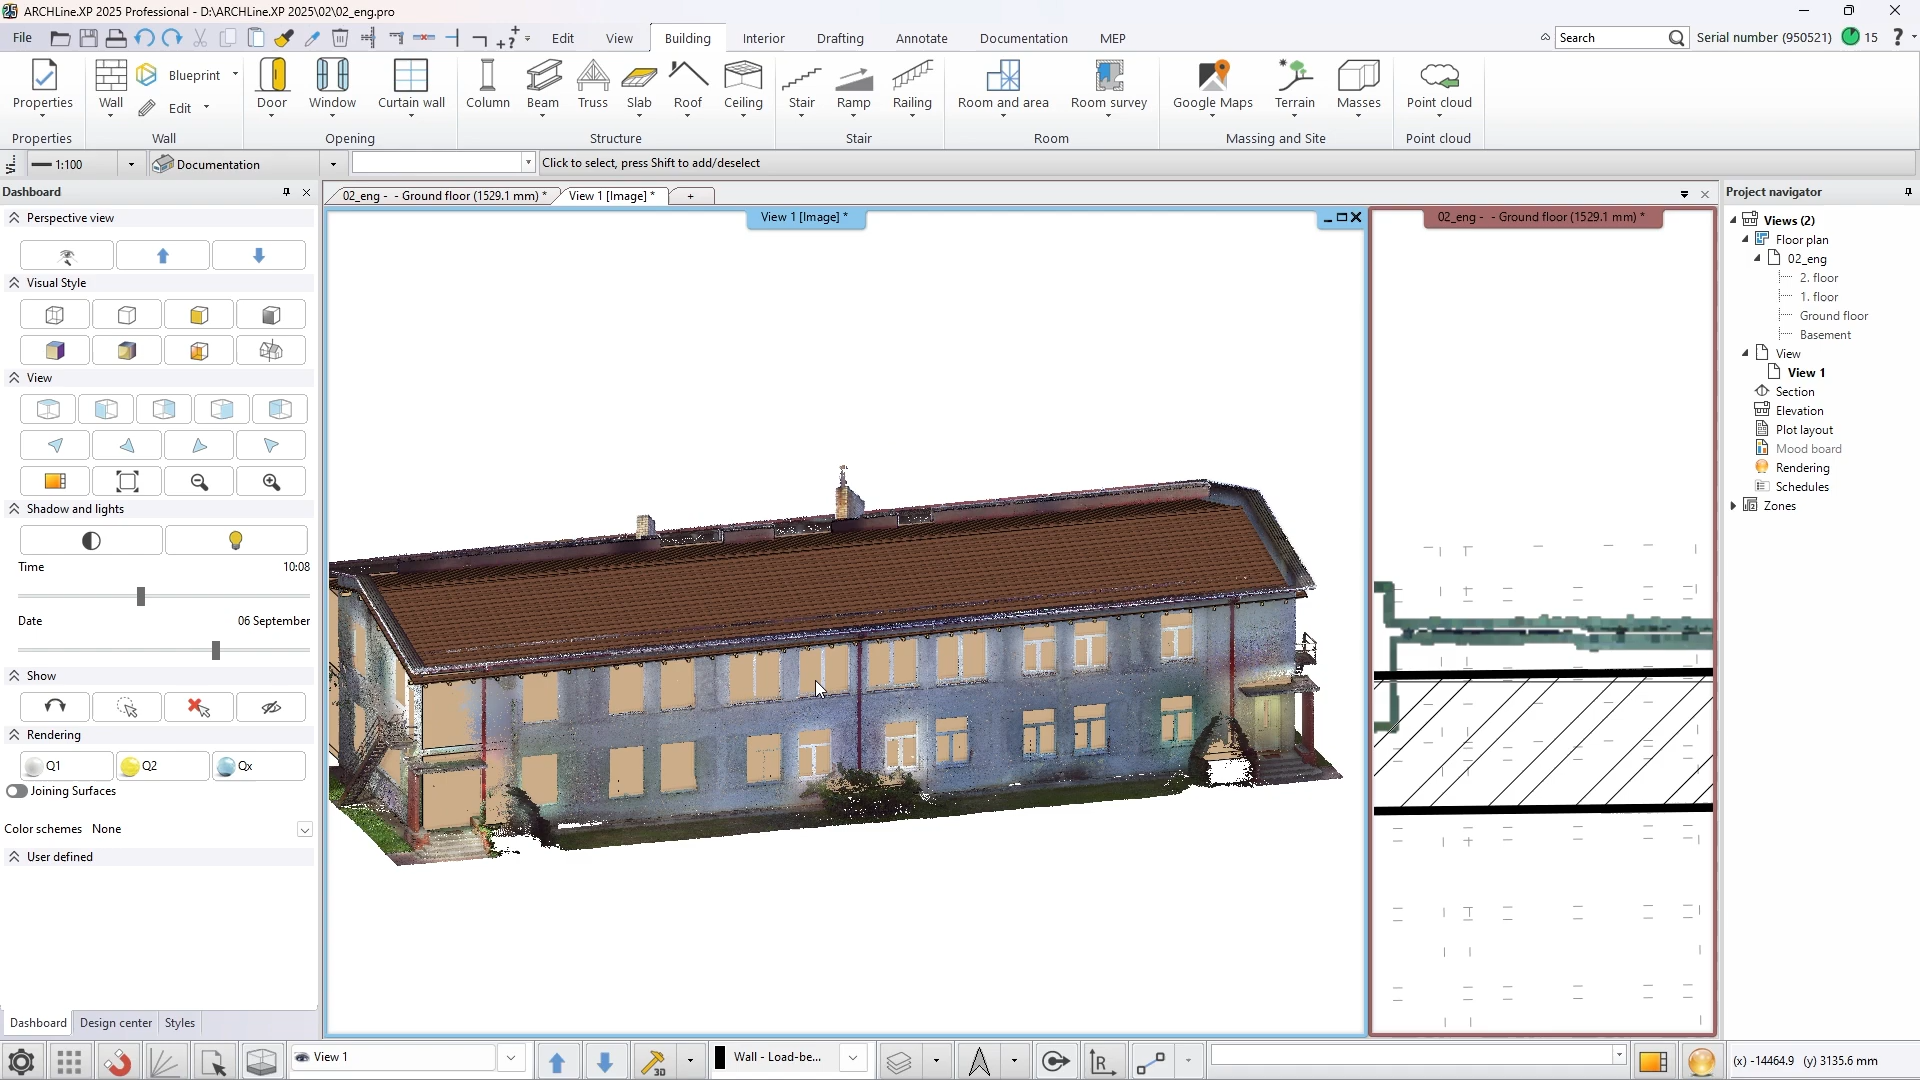 ARCHLine.XP 2025 Professional - D:\ARCHLine.XP 2025\02\02_eng.pro
File
Edit
View
Building
Interior
Drafting
Annotate
Documentation
MEP
Search
Serial number (950521)
15
?
Properties
Wall
Blueprint
Edit
Door
Window
Curtain wall
Column
Beam
Truss
Slab
Roof
Ceiling
Stair
Ramp
Railing
Room and area
Room survey
Google Maps
Terrain
Masses
Point cloud
Properties
Wall
Opening
Structure
Stair
Room
Massing and Site
Point cloud
1:100
Documentation
Click to select, press Shift to add/deselect
Dashboard
02_eng - - Ground floor (1529.1 mm) *
View 1 [Image] *
+
Project navigator
View 1 [Image] *
02_eng - - Ground floor (1529.1 mm) *
Perspective view
Visual Style
View
Shadow and lights
Time 10:08
Date 06 September
Show
Rendering
Q1
Q2
Qx
Joining Surfaces
Color schemes None
User defined
Views (2)
Floor plan
02_eng
2. floor
1. floor
Ground floor
Basement
View
View 1
Section
Elevation
Plot layout
Mood board
Rendering
Schedules
Zones
Dashboard
Design center
Styles
View 1
3D
Wall - Load-be...
(x) -14464.9 (y) 3135.6 mm